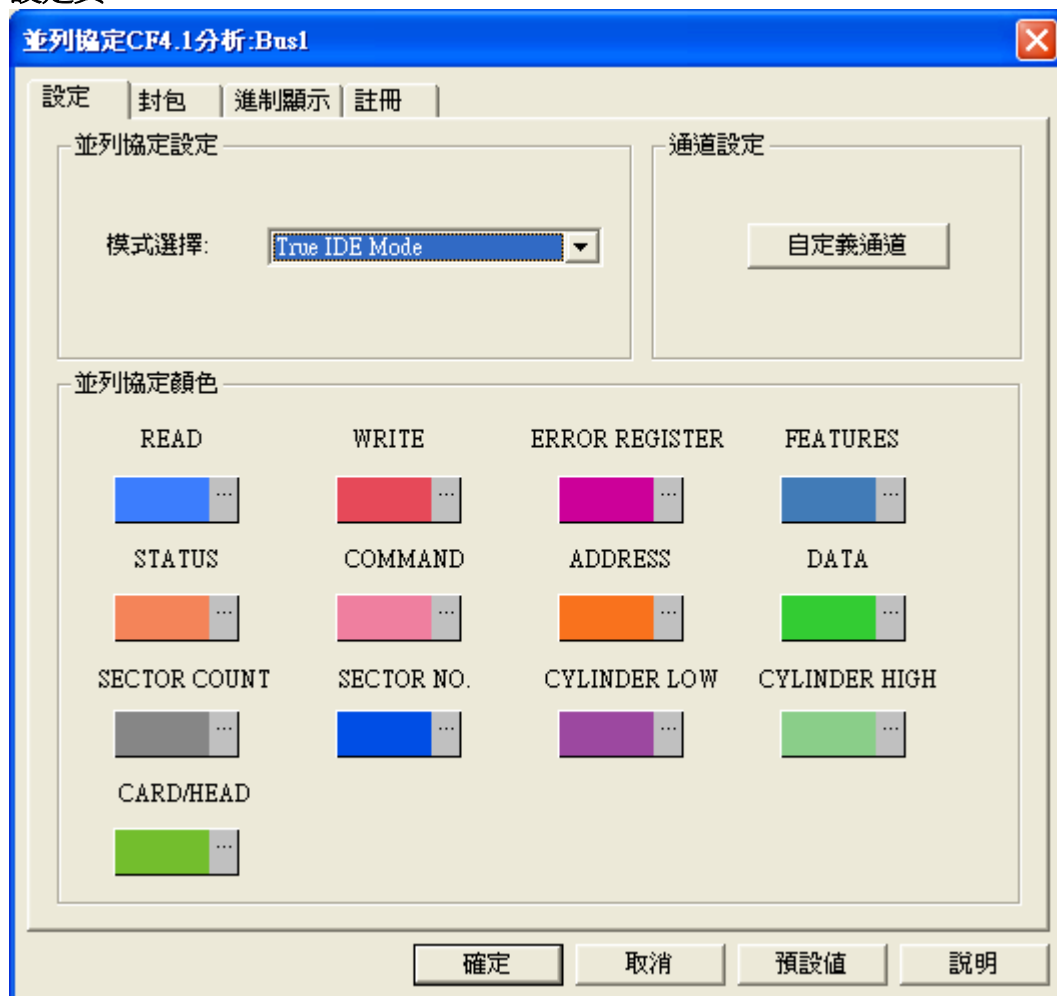 設定頁
並列協定CF4.1分析:Bus1
設定 封包 進制顯示 註冊
並列協定設定 通道設定
模式選擇: True IDE Mode 自定義通道
並列協定顏色
READ WRITE ERROR REGISTER FEATURES
... ... ... ...
STATUS COMMAND ADDRESS DATA
... ... ... ...
SECTOR COUNT SECTOR NO. CYLINDER LOW CYLINDER HIGH
... ... ... ...
CARD/HEAD
...
確定 取消 預設值 說明